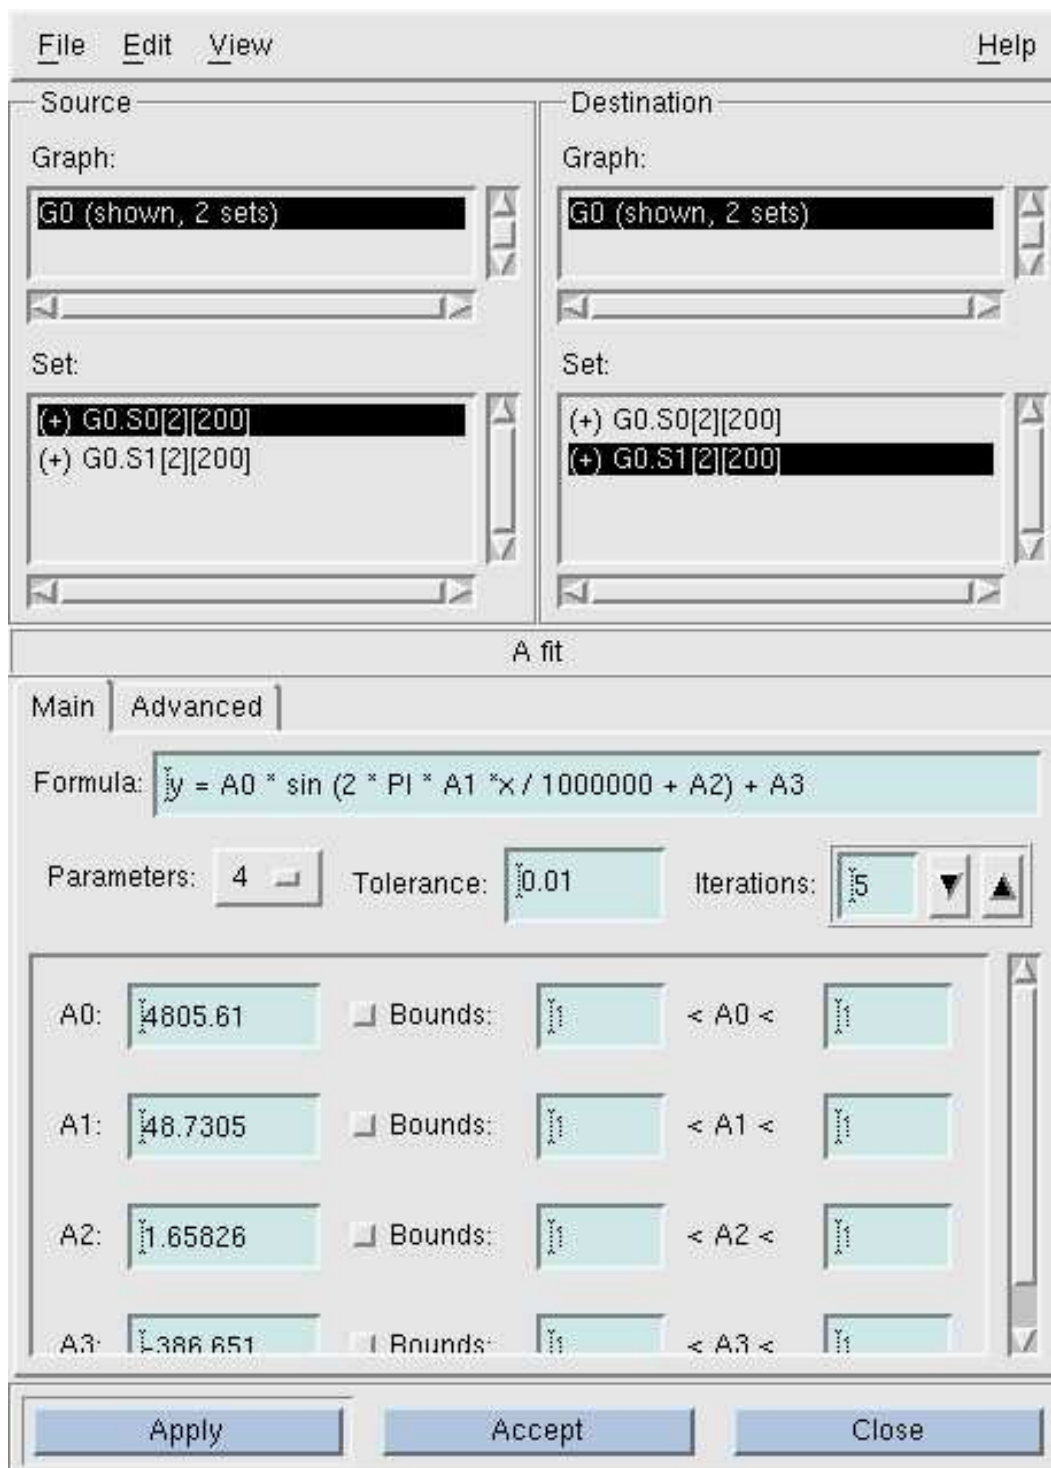 File Edit View Help
Source
Graph:
G0 (shown, 2 sets)
Set:
(+) G0.S0[2][200]
(+) G0.S1[2][200]
Destination
Graph:
G0 (shown, 2 sets)
Set:
(+) G0.S0[2][200]
(+) G0.S1[2][200]
A fit
Main Advanced
Formula: y = A0 * sin (2 * PI * A1 *x / 1000000 + A2) + A3
Parameters: 4 Tolerance: 0.01 Iterations: 5
A0: 4805.61 Bounds: 1 < A0 < 1
A1: 48.7305 Bounds: 1 < A1 < 1
A2: 1.65826 Bounds: 1 < A2 < 1
A3: -386.651 Bounds: 1 < A3 < 1
Apply Accept Close